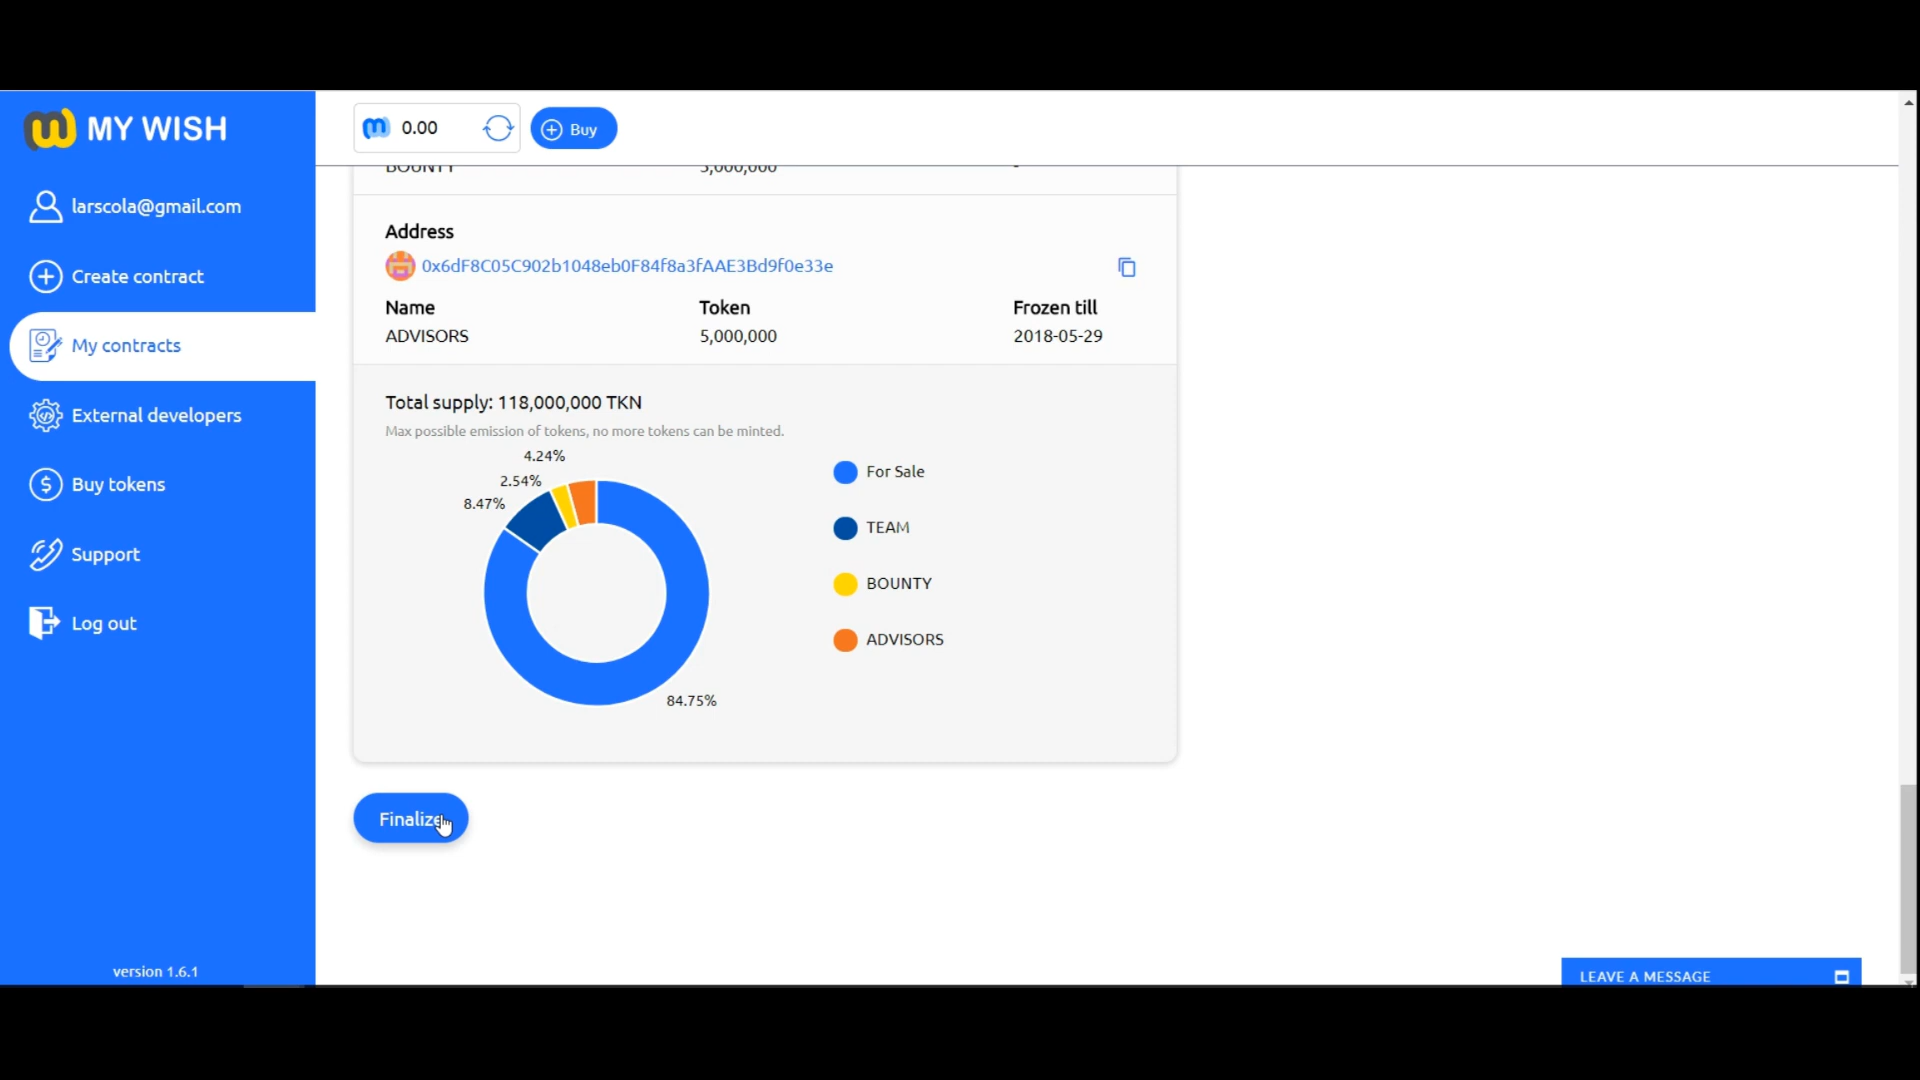 MY WISH
0.00
Buy
larscola@gmail.com
Create contract
My contracts
External developers
Buy tokens
Support
Log out
version 1.6.1
BOUNTY
Address
0x6dF8C05C902b1048eb0F84f8a3fAAE3Bd9f0e33e
Name Token Frozen till
ADVISORS 5,000,000 2018-05-29
Total supply: 118,000,000 TKN
Max possible emission of tokens, no more tokens can be minted.
4.24%
2.54%
8.47%
84.75%
For Sale
TEAM
BOUNTY
ADVISORS
Finalize
LEAVE A MESSAGE